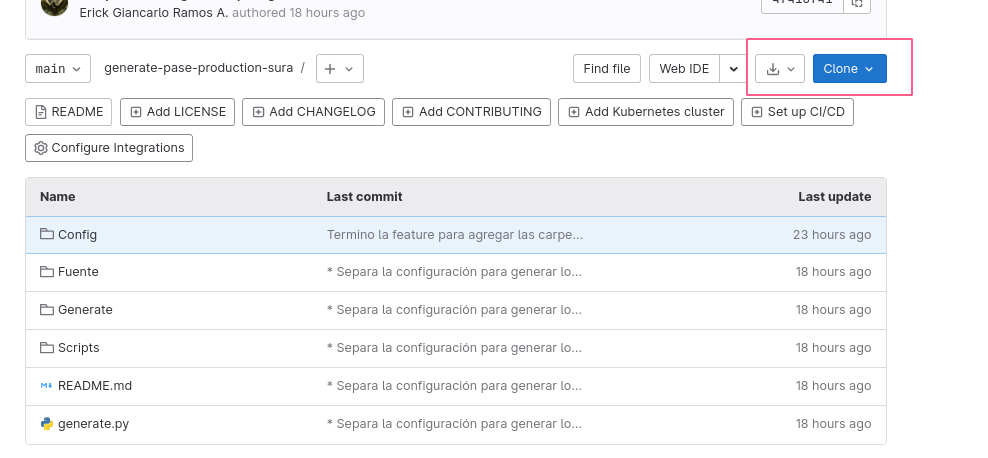 Erick Giancarlo Ramos A. authored 18 hours ago
main generate-pase-production-sura / Find file Web IDE Clone
README Add LICENSE Add CHANGELOG Add CONTRIBUTING Add Kubernetes cluster Set up CI/CD
Configure Integrations
Name Last commit Last update
Config Termino la feature para agregar las carpe... 23 hours ago
Fuente * Separa la configuración para generar lo... 18 hours ago
Generate * Separa la configuración para generar lo... 18 hours ago
Scripts * Separa la configuración para generar lo... 18 hours ago
README.md * Separa la configuración para generar lo... 18 hours ago
generate.py * Separa la configuración para generar lo... 18 hours ago